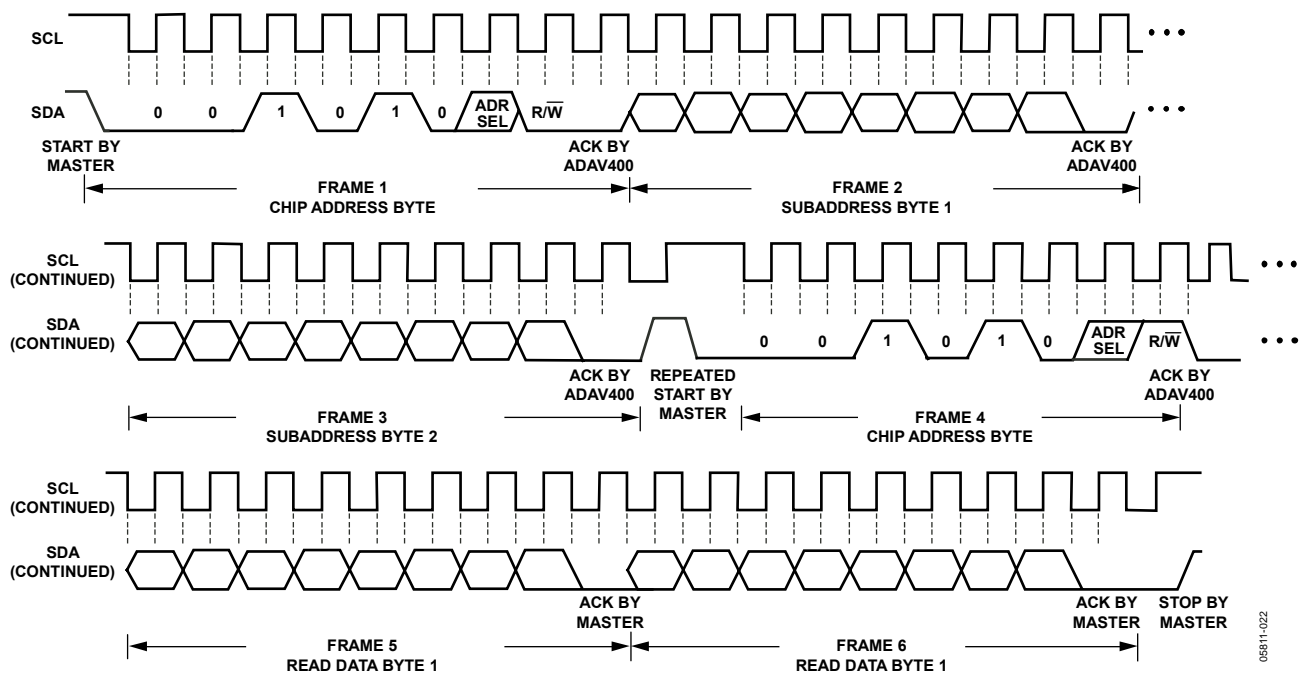 SCL
SDA
0 0 1 0 1 0 ADR SEL R/W̅
START BY MASTER
ACK BY ADAV400
ACK BY ADAV400
FRAME 1
CHIP ADDRESS BYTE
FRAME 2
SUBADDRESS BYTE 1
SCL
(CONTINUED)
SDA
(CONTINUED)
0 0 1 0 1 0 ADR SEL R/W̅
ACK BY ADAV400
REPEATED START BY MASTER
ACK BY ADAV400
FRAME 3
SUBADDRESS BYTE 2
FRAME 4
CHIP ADDRESS BYTE
SCL
(CONTINUED)
SDA
(CONTINUED)
ACK BY MASTER
ACK BY MASTER
STOP BY MASTER
FRAME 5
READ DATA BYTE 1
FRAME 6
READ DATA BYTE 1
05811-022